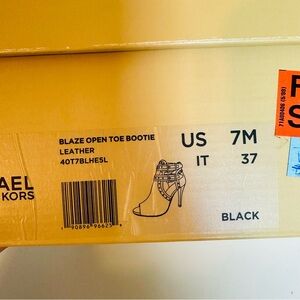 BLAZE OPEN TOE BOOTIE
LEATHER
40T7BLHE5L
US 7M
IT 37
AEL
KORS
BLACK